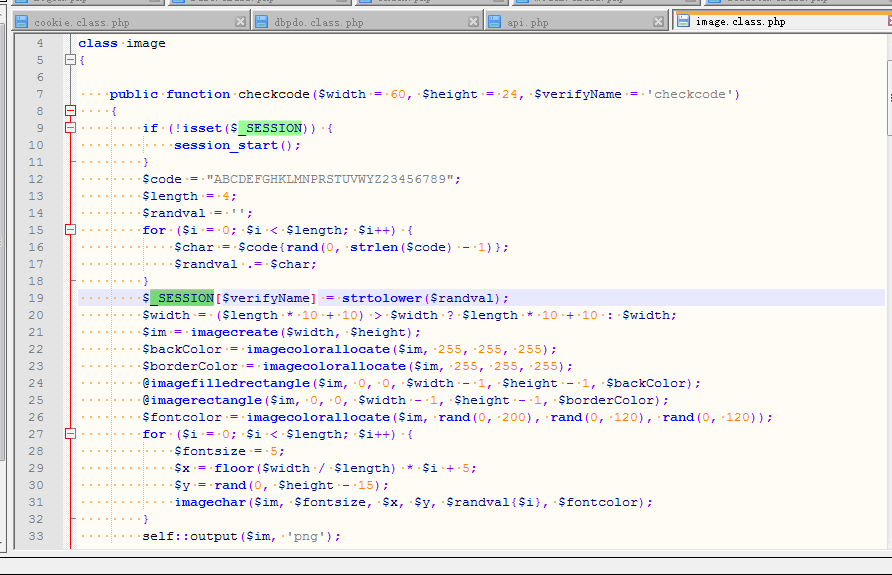 cookie.class.php dbpdo.class.php api.php image.class.php
4 class image
5 {
6
7 public function checkcode($width = 60, $height = 24, $verifyName = 'checkcode')
8 {
9 if (!isset($_SESSION)) {
10 session_start();
11 }
12 $code = "ABCDEFGHKLMNPRSTUVWYZ23456789";
13 $length = 4;
14 $randval = '';
15 for ($i = 0; $i < $length; $i++) {
16 $char = $code{rand(0, strlen($code) - 1)};
17 $randval .= $char;
18 }
19 $_SESSION[$verifyName] = strtolower($randval);
20 $width = ($length * 10 + 10) > $width ? $length * 10 + 10 : $width;
21 $im = imagecreate($width, $height);
22 $backColor = imagecolorallocate($im, 255, 255, 255);
23 $borderColor = imagecolorallocate($im, 255, 255, 255);
24 @imagefilledrectangle($im, 0, 0, $width - 1, $height - 1, $backColor);
25 @imagerectangle($im, 0, 0, $width - 1, $height - 1, $borderColor);
26 $fontcolor = imagecolorallocate($im, rand(0, 200), rand(0, 120), rand(0, 120));
27 for ($i = 0; $i < $length; $i++) {
28 $fontsize = 5;
29 $x = floor($width / $length) * $i + 5;
30 $y = rand(0, $height - 15);
31 imagechar($im, $fontsize, $x, $y, $randval{$i}, $fontcolor);
32 }
33 self::output($im, 'png');